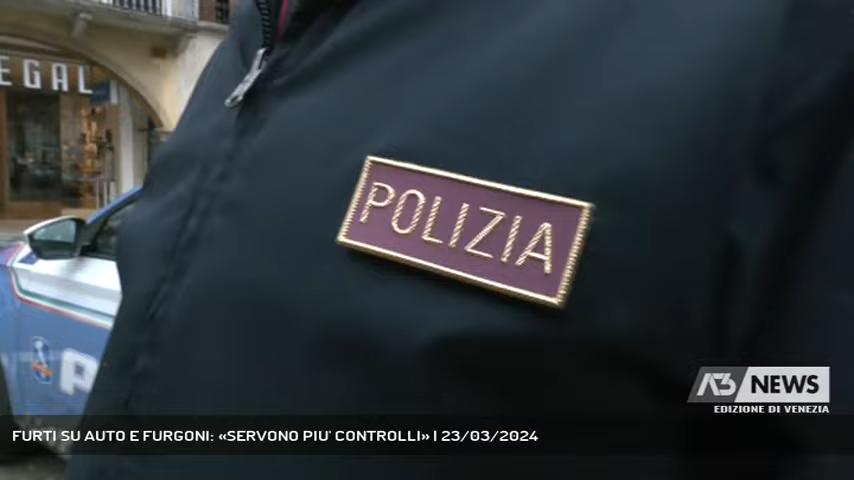 EGAL
POLIZIA
P
A3 NEWS
EDIZIONE DI VENEZIA
FURTI SU AUTO E FURGONI: «SERVONO PIU' CONTROLLI» | 23/03/2024